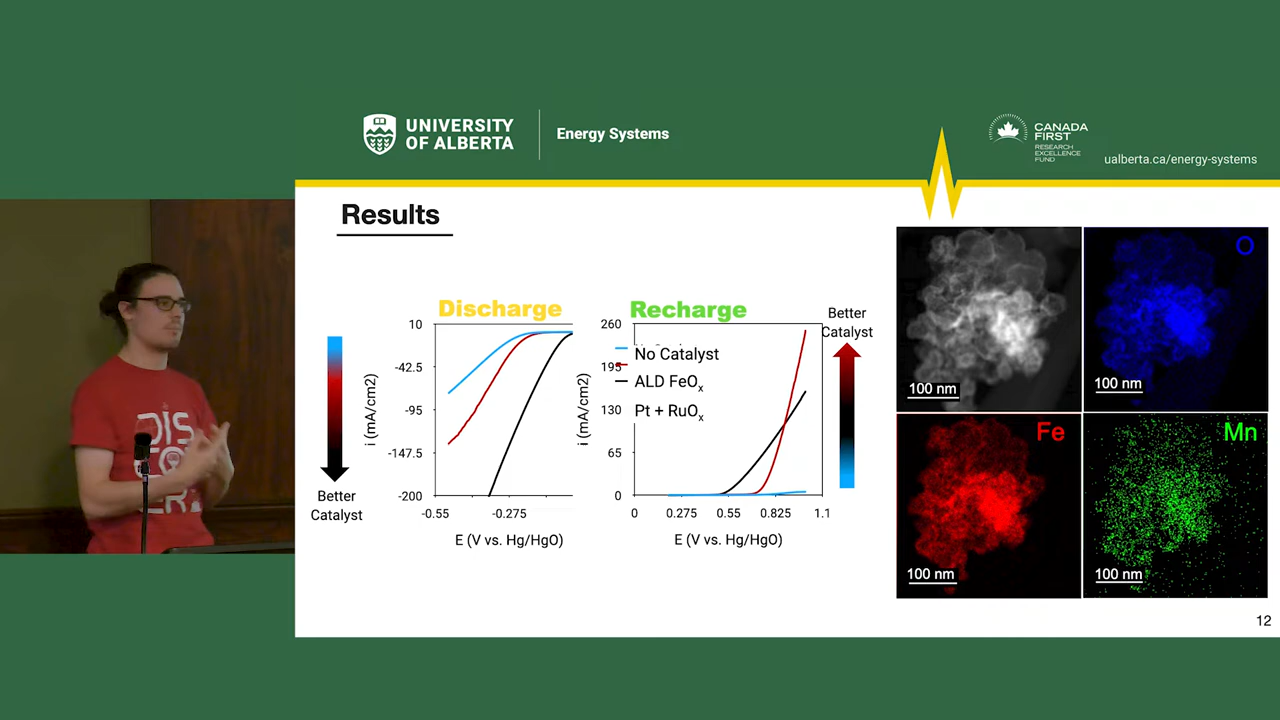 UNIVERSITY
OF ALBERTA
Energy Systems
CANADA
FIRST
RESEARCH
EXCELLENCE
FUND
ualberta.ca/energy-systems
Results
Discharge
Recharge
Better
Catalyst
Better
Catalyst
10
-42.5
-95
-147.5
-200
-0.55
-0.275
i (mA/cm2)
E (V vs. Hg/HgO)
260
195
130
65
0
0
0.275
0.55
0.825
1.1
i (mA/cm2)
E (V vs. Hg/HgO)
No Catalyst
ALD FeOx
Pt + RuOx
100 nm
O
100 nm
Fe
100 nm
Mn
100 nm
DIS
12